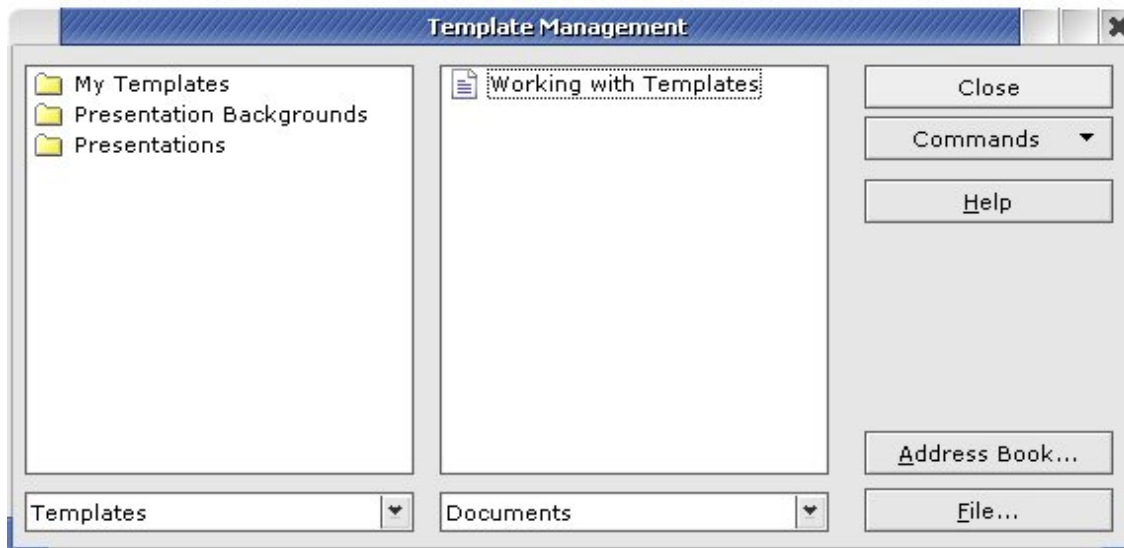 Template Management
My Templates
Presentation Backgrounds
Presentations
Templates
Working with Templates
Documents
Close
Commands
Help
Address Book...
File...